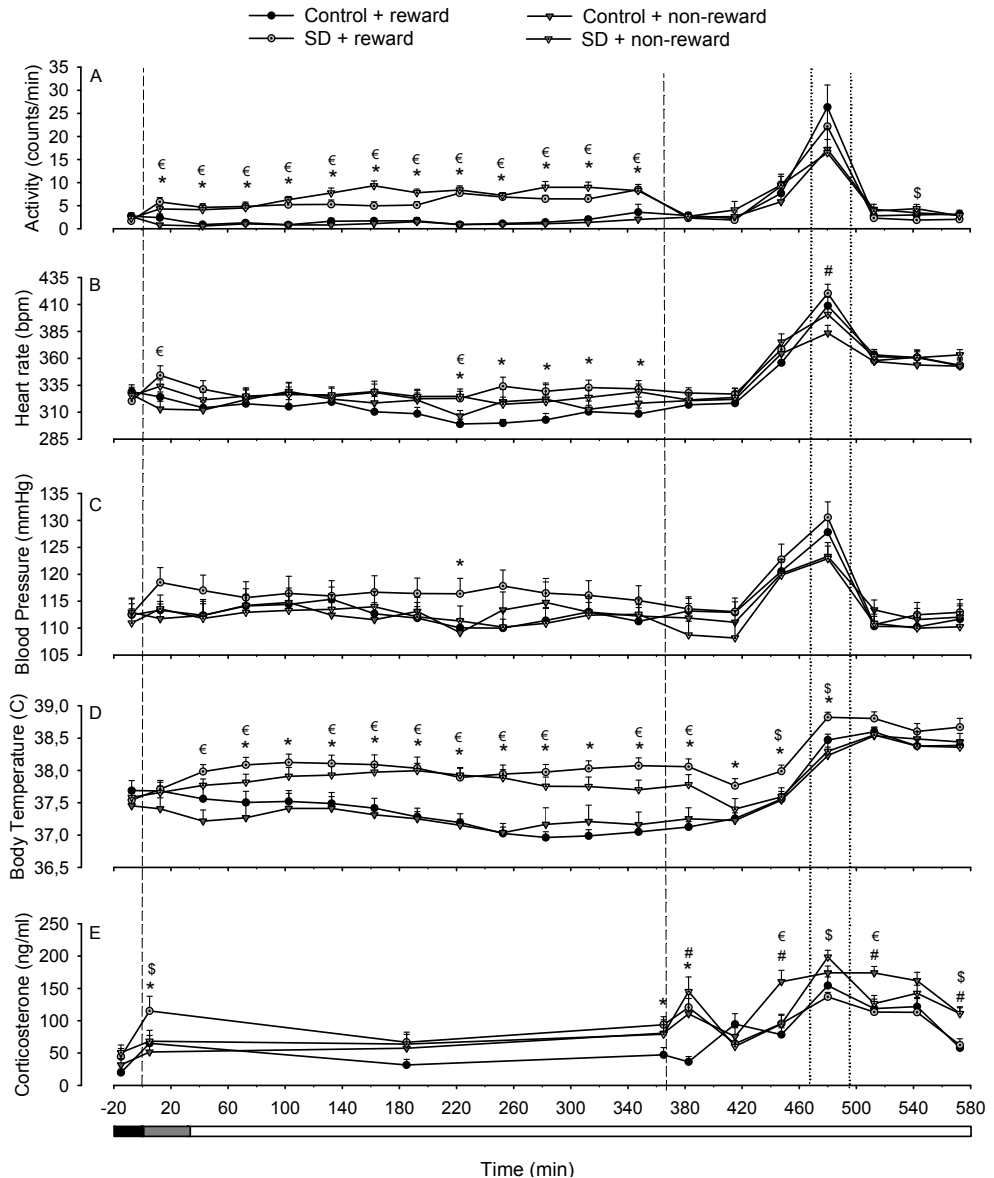 Control + reward
Control + non-reward
SD + reward
SD + non-reward
A
Activity (counts/min)
35
30
25
20
15
10
5
0
€ € € € € € € € € € € €
* * * * * * * * * * * *
$
B
Heart rate (bpm)
435
410
385
360
335
310
285
#
€ €
* * * * *
C
Blood Pressure (mmHg)
135
130
125
120
115
110
105
*
D
Body Temperature (C)
39,0
38,5
38,0
37,5
37,0
36,5
€ € € € € € € € € € $ $
* * * * * * * * * * * * * *
E
Corticosterone (ng/ml)
250
200
150
100
50
0
$ # € $ € $
* * * # # #
-20 20 60 100 140 180 220 260 300 340 380 420 460 500 540 580
Time (min)